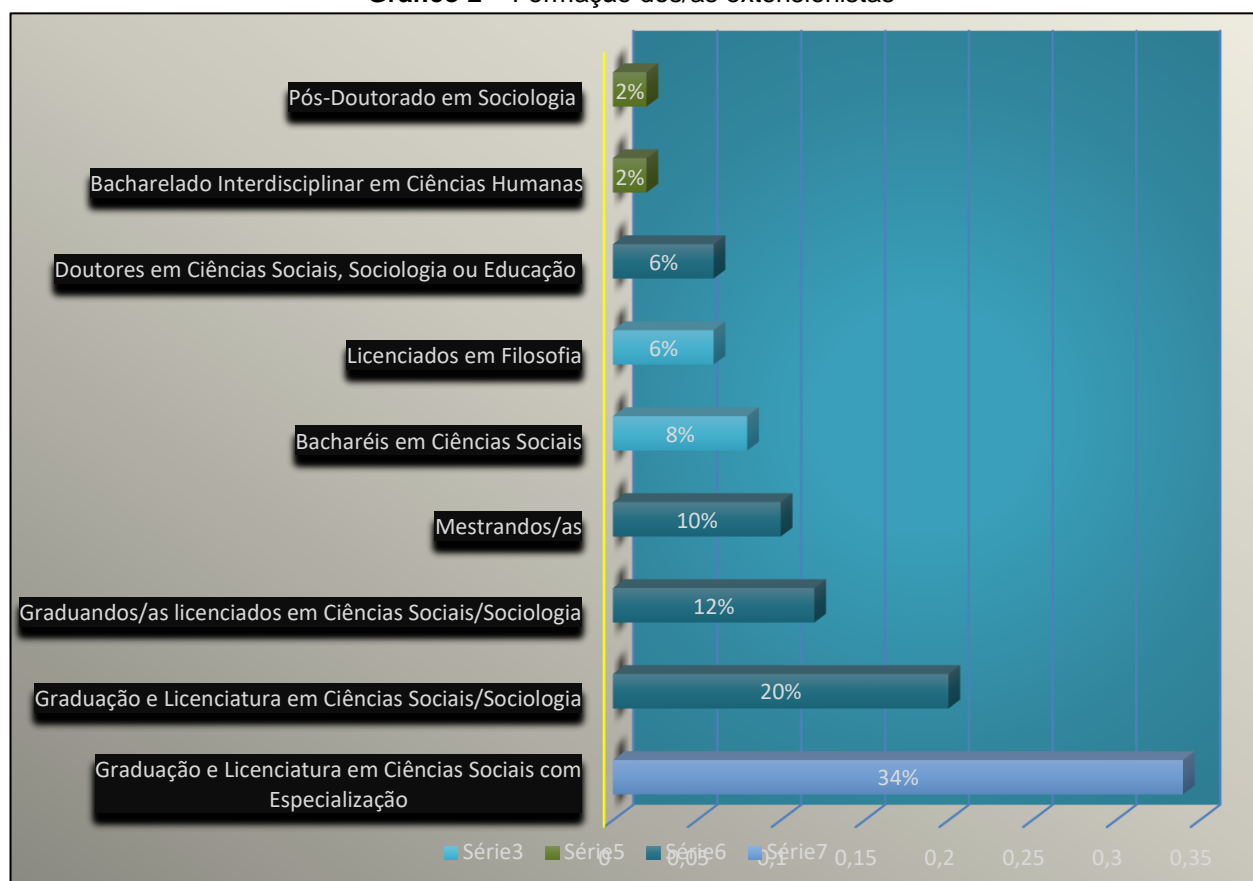 Pós-Doutorado em Sociologia
2%
Bacharelado Interdisciplinar em Ciências Humanas
2%
Doutores em Ciências Sociais, Sociologia ou Educação
6%
Licenciados em Filosofia
6%
Bacharéis em Ciências Sociais
8%
Mestrandos/as
10%
Graduandos/as licenciados em Ciências Sociais/Sociologia
12%
Graduação e Licenciatura em Ciências Sociais/Sociologia
20%
Graduação e Licenciatura em Ciências Sociais com
Especialização
34%
0 0,05 0,1 0,15 0,2 0,25 0,3 0,35
Série3 Série5 Série6 Série7